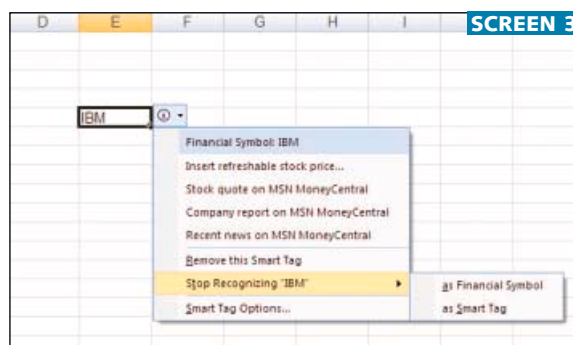 SCREEN 3
D E F G H I
IBM
Financial Symbol: IBM
Insert refreshable stock price...
Stock quote on MSN MoneyCentral
Company report on MSN MoneyCentral
Recent news on MSN MoneyCentral
Remove this Smart Tag
Stop Recognizing "IBM"
as Financial Symbol
as Smart Tag
Smart Tag Options...